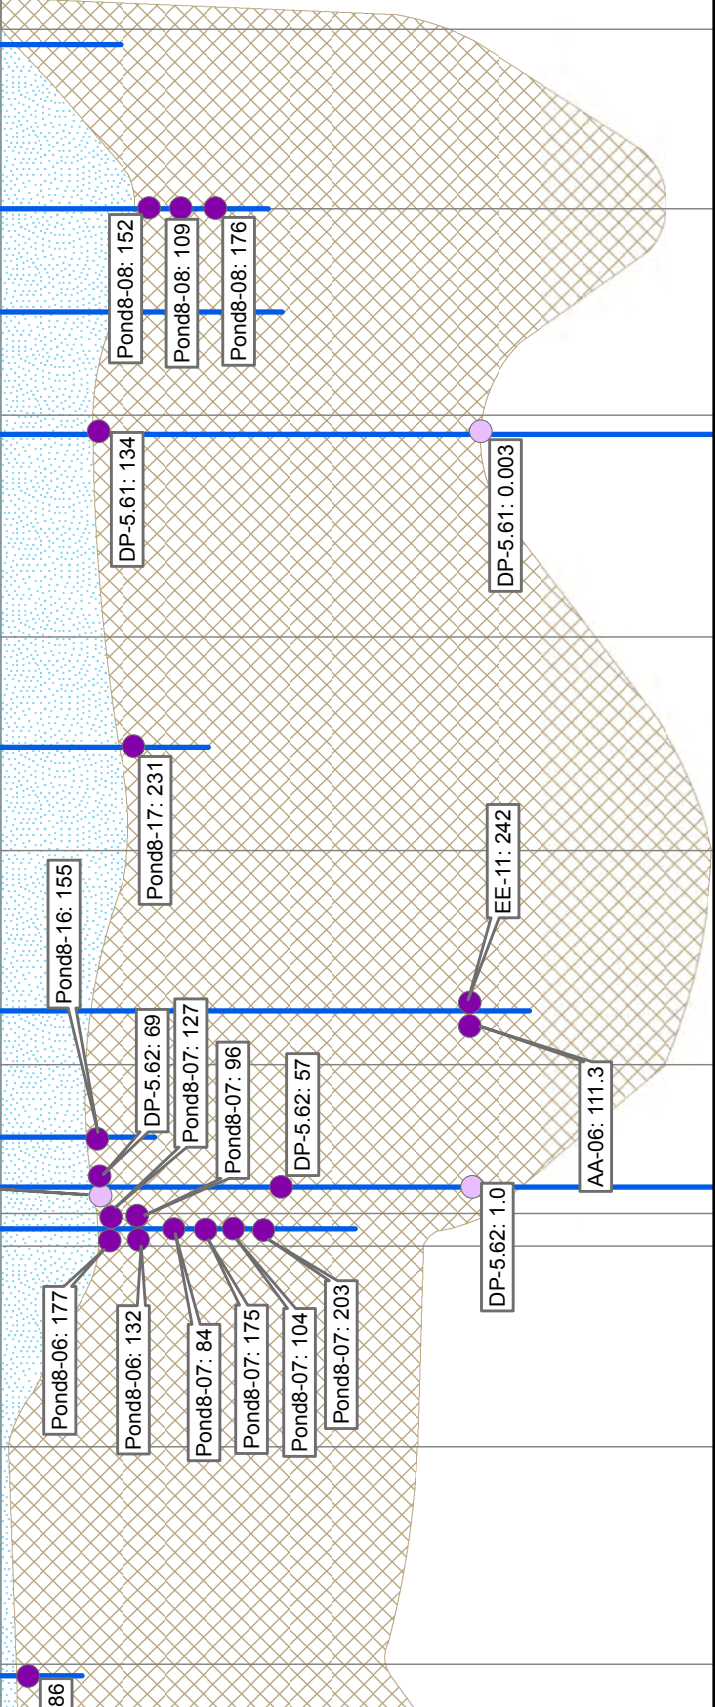 Pond8-08: 152
Pond8-08: 109
Pond8-08: 176
DP-5.61: 134
DP-5.61: 0.003
Pond8-17: 231
EE-11: 242
Pond8-16: 155
DP-5.62: 69
Pond8-07: 127
Pond8-07: 96
DP-5.62: 57
AA-06: 111.3
DP-5.62: 1.0
Pond8-06: 177
Pond8-06: 132
Pond8-07: 84
Pond8-07: 175
Pond8-07: 104
Pond8-07: 203
86